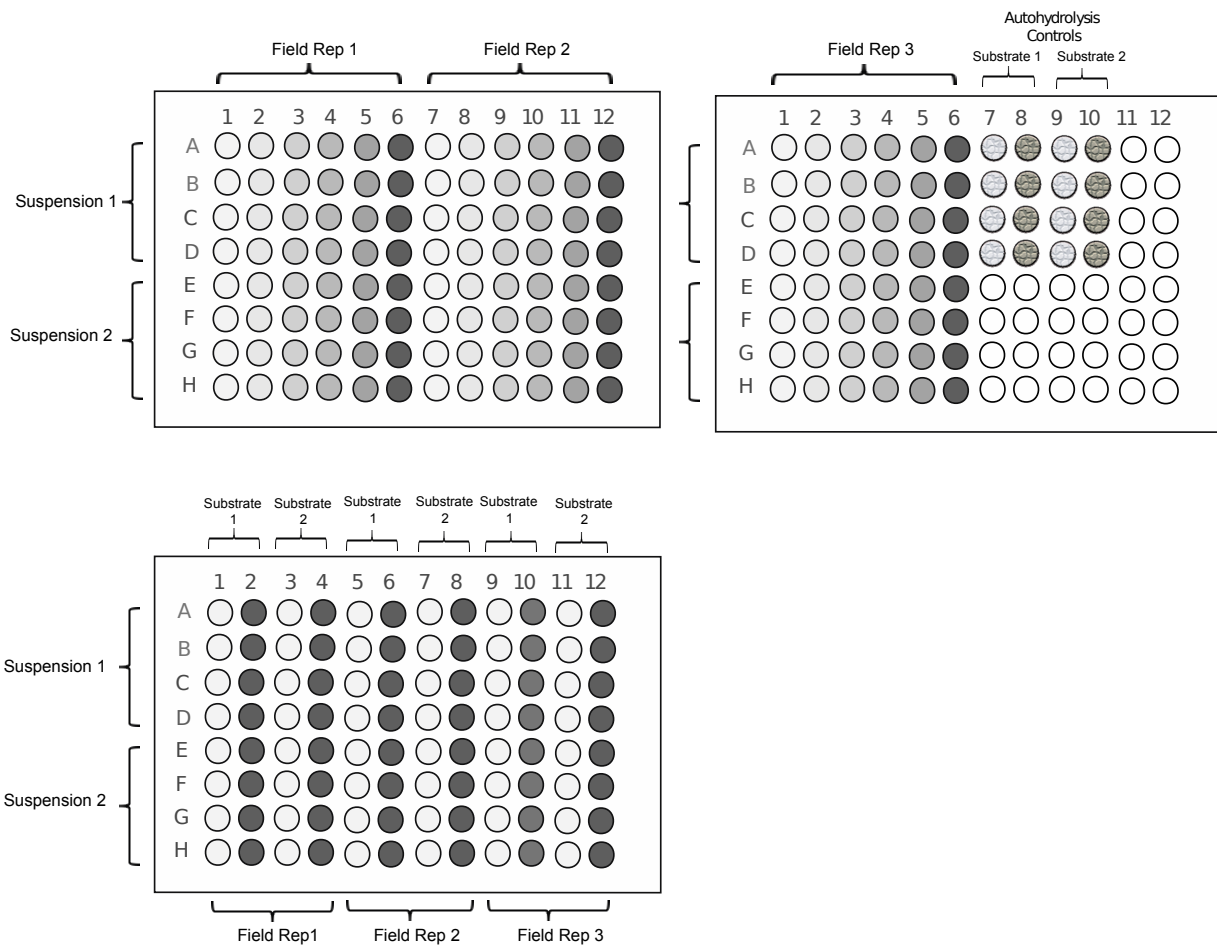 Autohydrolysis
Controls
Field Rep 1 Field Rep 2 Field Rep 3 Substrate 1 Substrate 2
1 2 3 4 5 6 7 8 9 10 11 12 1 2 3 4 5 6 7 8 9 10 11 12
A A
B B
Suspension 1
C C
D D
E E
F F
Suspension 2
G G
H H
Substrate Substrate Substrate Substrate Substrate Substrate
1 2 1 2 1 2
1 2 3 4 5 6 7 8 9 10 11 12
A
B
Suspension 1
C
D
E
F
Suspension 2
G
H
Field Rep1 Field Rep 2 Field Rep 3